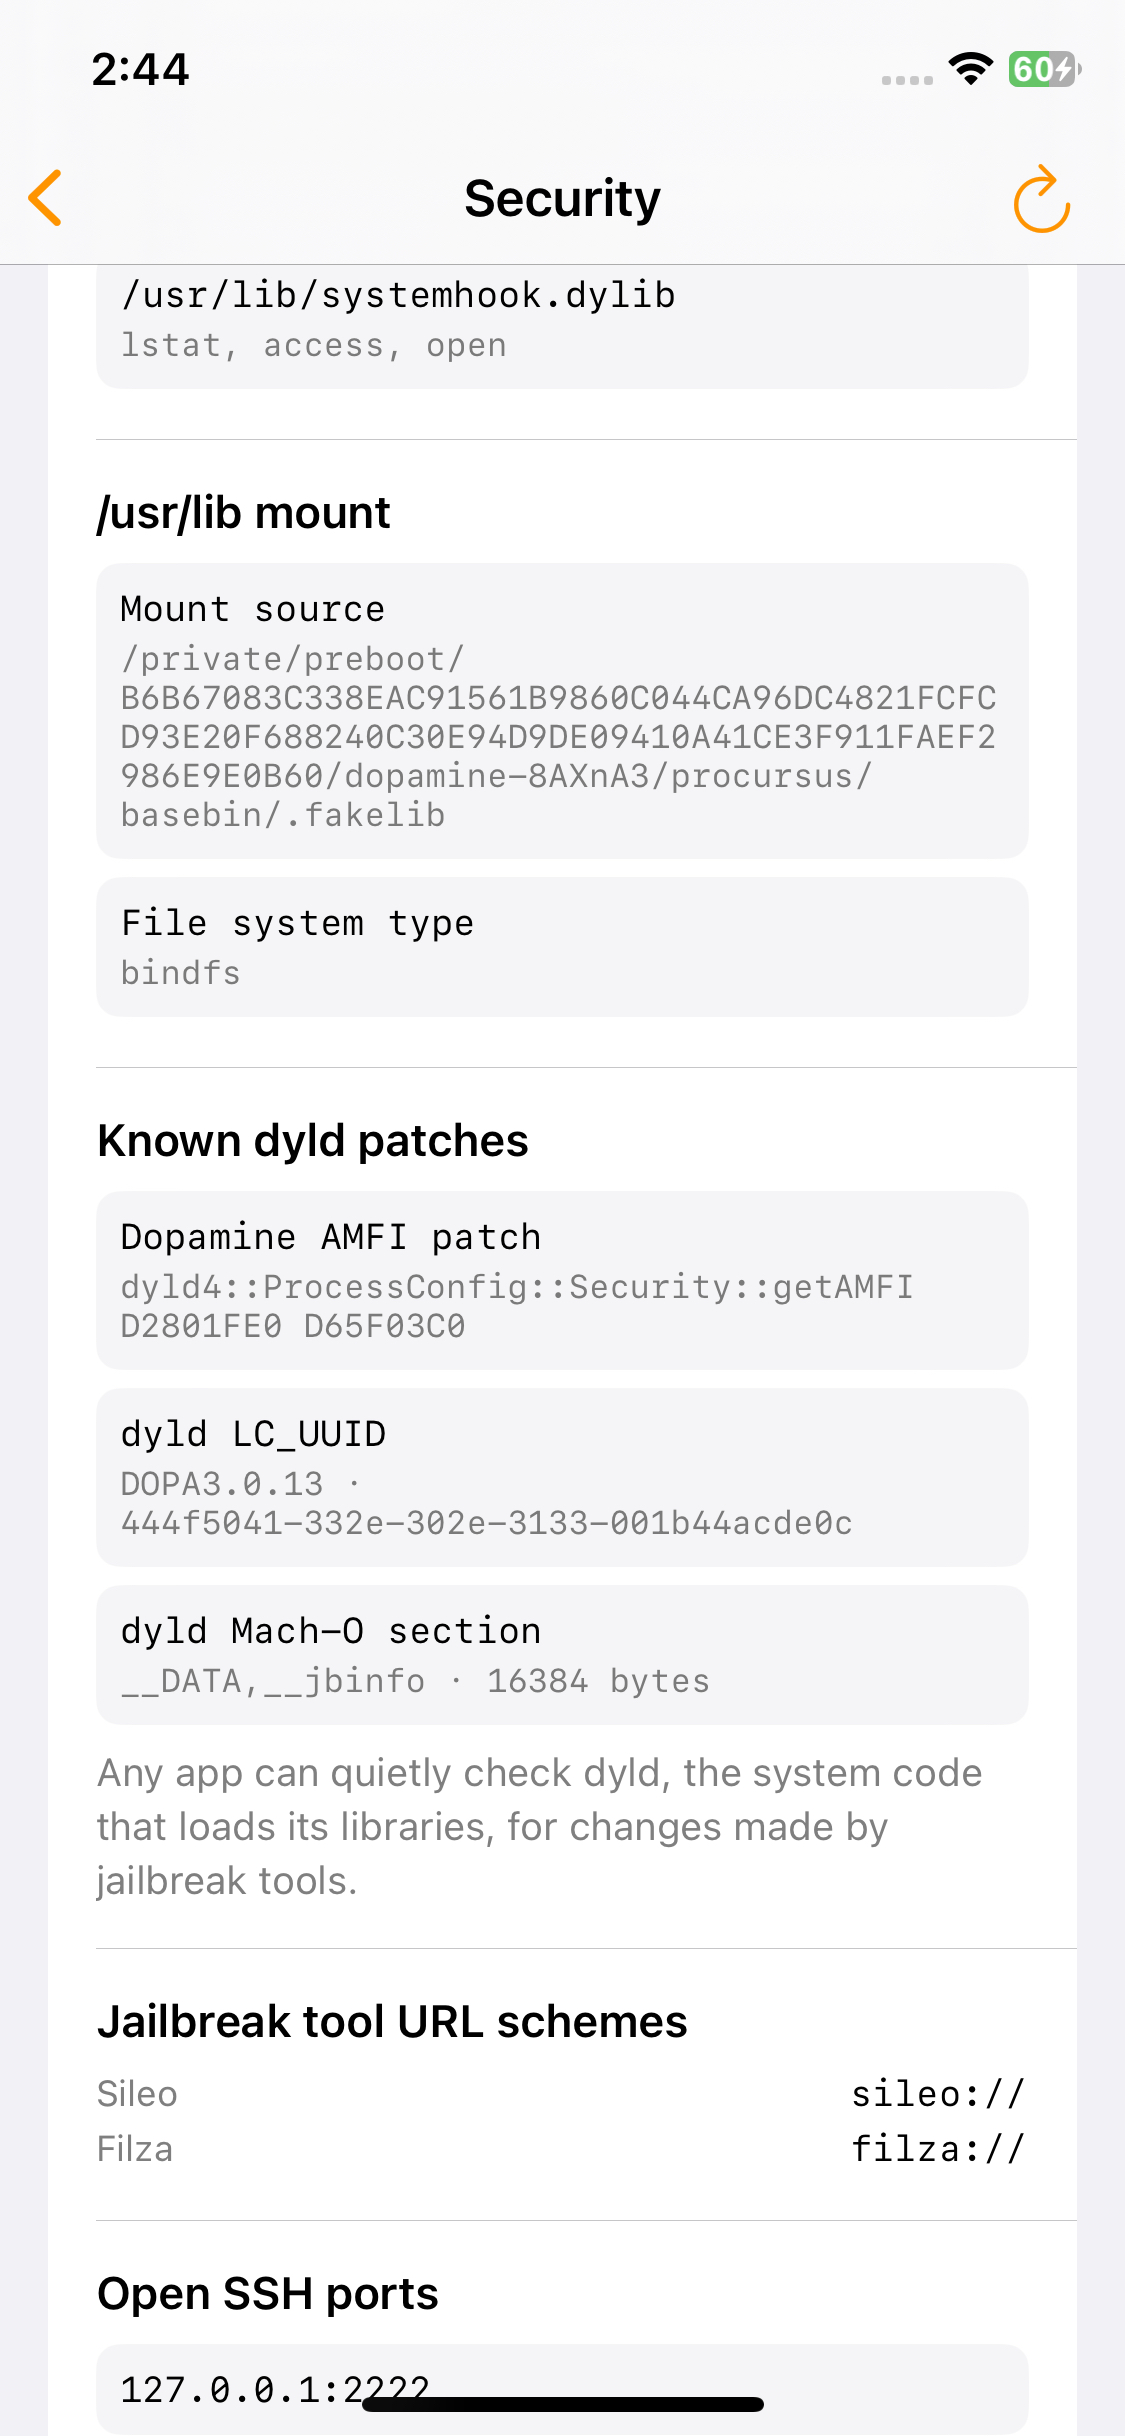 2:44
60
Security
/usr/lib/systemhook.dylib
lstat, access, open
/usr/lib mount
Mount source
/private/preboot/
B6B67083C338EAC91561B9860C044CA96DC4821FCFC
D93E20F688240C30E94D9DE09410A41CE3F911FAEF2
986E9E0B60/dopamine-8AXnA3/procursus/
basebin/.fakelib
File system type
bindfs
Known dyld patches
Dopamine AMFI patch
dyld4::ProcessConfig::Security::getAMFI
D2801FE0 D65F03C0
dyld LC_UUID
DOPA3.0.13 ·
444f5041-332e-302e-3133-001b44acde0c
dyld Mach-O section
__DATA,__jbinfo · 16384 bytes
Any app can quietly check dyld, the system code
that loads its libraries, for changes made by
jailbreak tools.
Jailbreak tool URL schemes
Sileo sileo://
Filza filza://
Open SSH ports
127.0.0.1:2222